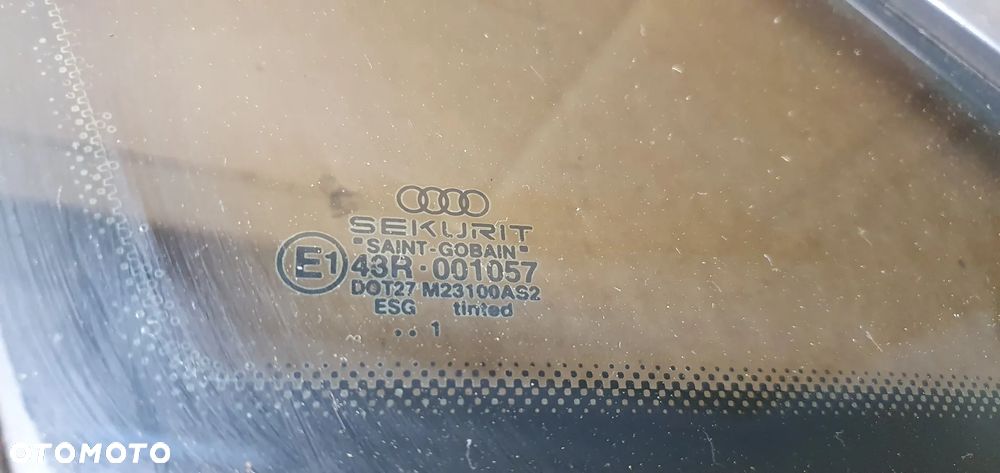 SEKURIT
"SAINT-GOBAIN"
E1 43R·001057
DOT27 M23100AS2
ESG tinted
.. 1
OTOMOTO